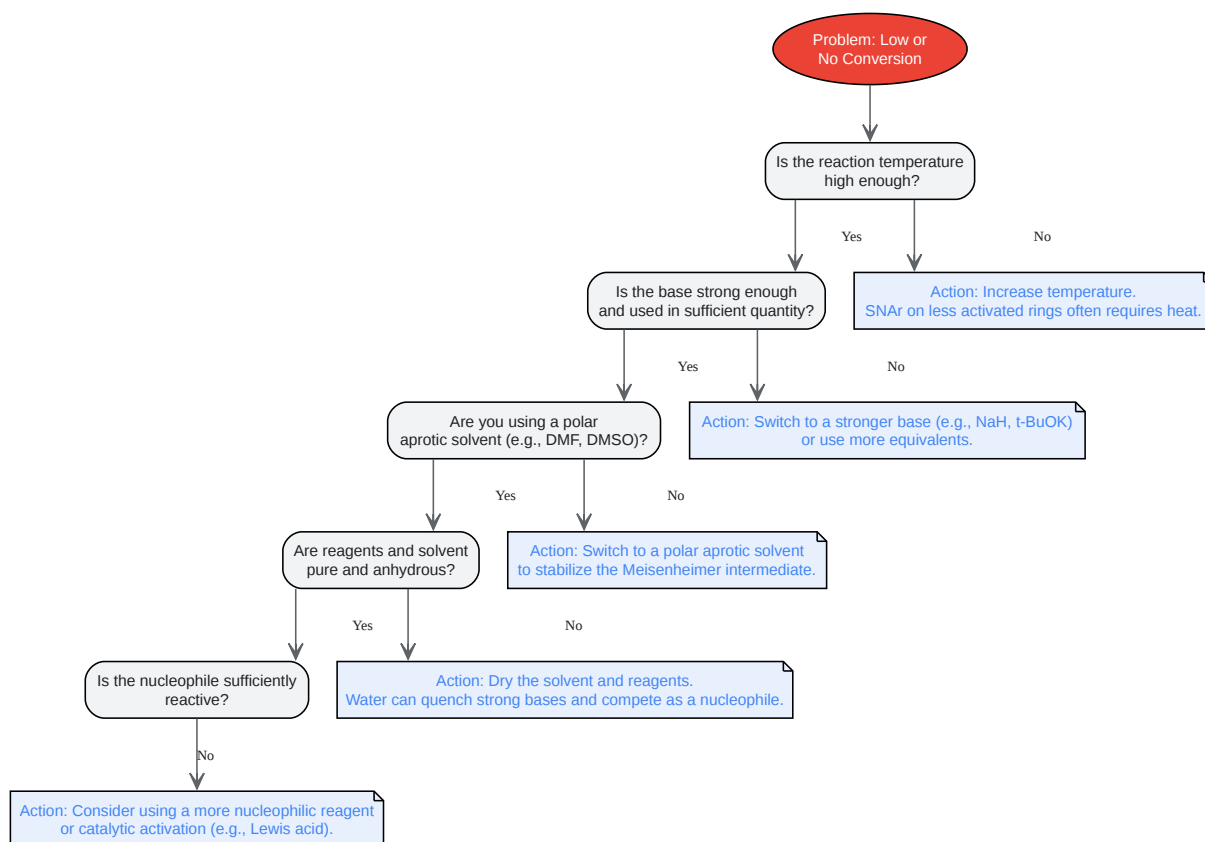 Problem: Low or
No Conversion
Is the reaction temperature
high enough?
Yes
No
Is the base strong enough
and used in sufficient quantity?
Action: Increase temperature.
SNAr on less activated rings often requires heat.
Yes
No
Are you using a polar
aprotic solvent (e.g., DMF, DMSO)?
Action: Switch to a stronger base (e.g., NaH, t-BuOK)
or use more equivalents.
Yes
No
Are reagents and solvent
pure and anhydrous?
Action: Switch to a polar aprotic solvent
to stabilize the Meisenheimer intermediate.
Yes
No
Is the nucleophile sufficiently
reactive?
Action: Dry the solvent and reagents.
Water can quench strong bases and compete as a nucleophile.
No
Action: Consider using a more nucleophilic reagent
or catalytic activation (e.g., Lewis acid).